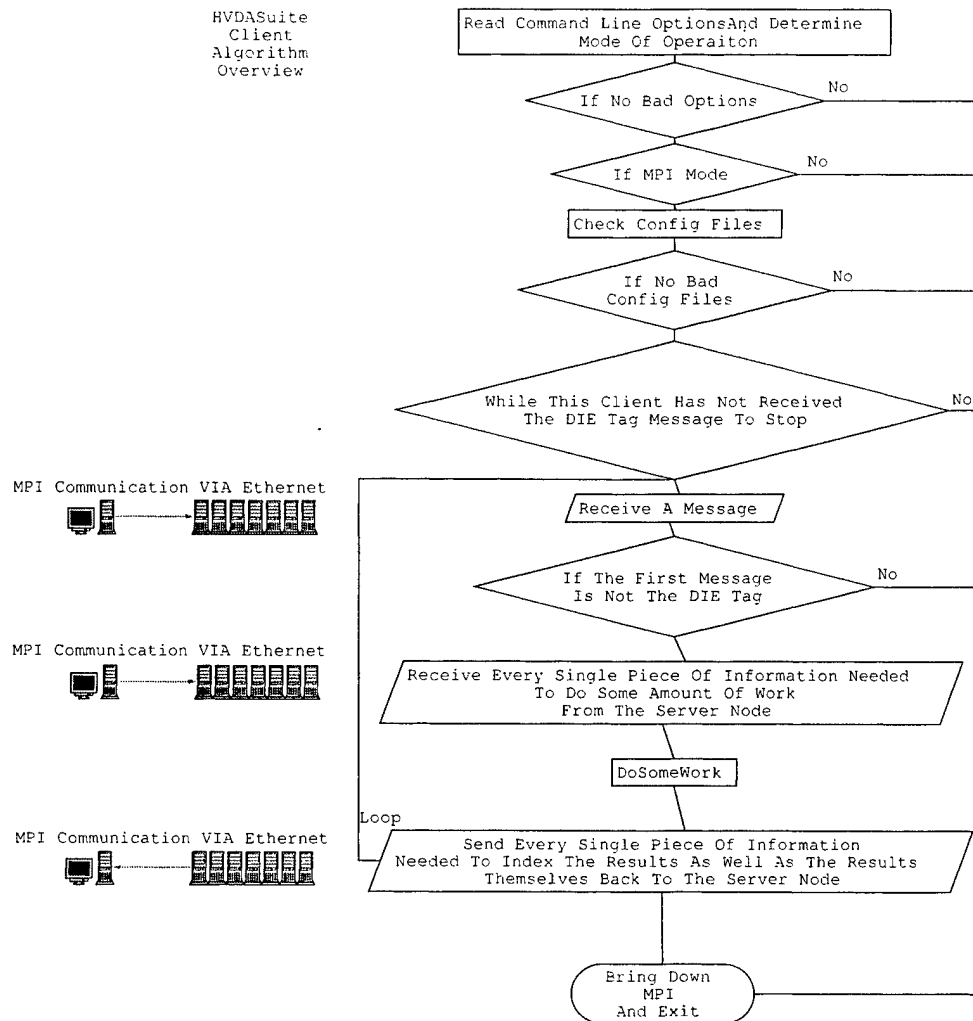 HVDASuite
Client
Algorithm
Overview
Read Command Line OptionsAnd Determine
Mode Of Operaiton
If No Bad Options
No
If MPI Mode
No
Check Config Files
If No Bad
Config Files
No
While This Client Has Not Received
The DIE Tag Message To Stop
No
MPI Communication VIA Ethernet
Receive A Message
If The First Message
Is Not The DIE Tag
No
MPI Communication VIA Ethernet
Receive Every Single Piece Of Information Needed
To Do Some Amount Of Work
From The Server Node
DoSomeWork
Loop
MPI Communication VIA Ethernet
Send Every Single Piece Of Information
Needed To Index The Results As Well As The Results
Themselves Back To The Server Node
Bring Down
MPI
And Exit